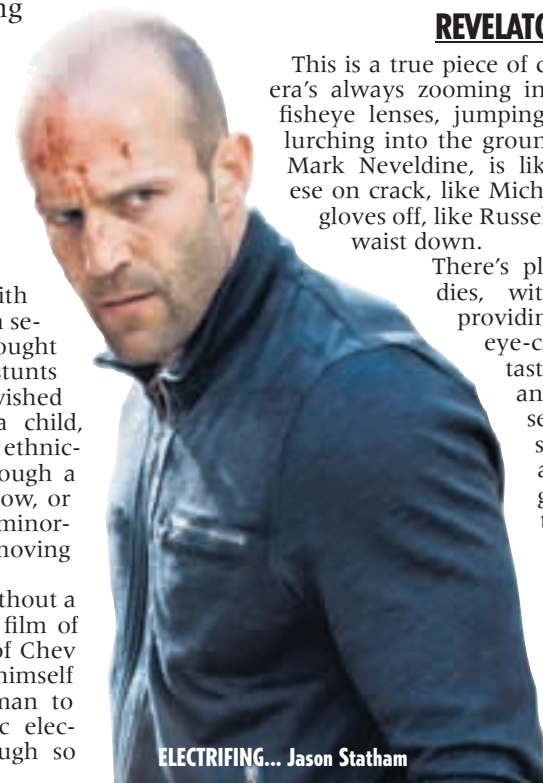 ng
ith
n se-
ought
stunts
vished
a child,
ethnic-
ough a
ow, or
minor-
moving
thout a
film of
of Chev
himself
man to
c elec-
ugh so
REVELATO
This is a true piece of c
era's always zooming in
fisheye lenses, jumping
lurching into the groun
Mark Neveldine, is lik
ese on crack, like Mich
gloves off, like Russel
waist down.
There's pl
dies, wit
providin
eye-c
tast
an
se
s
a
g
t
ELECTRIFING... Jason Statham